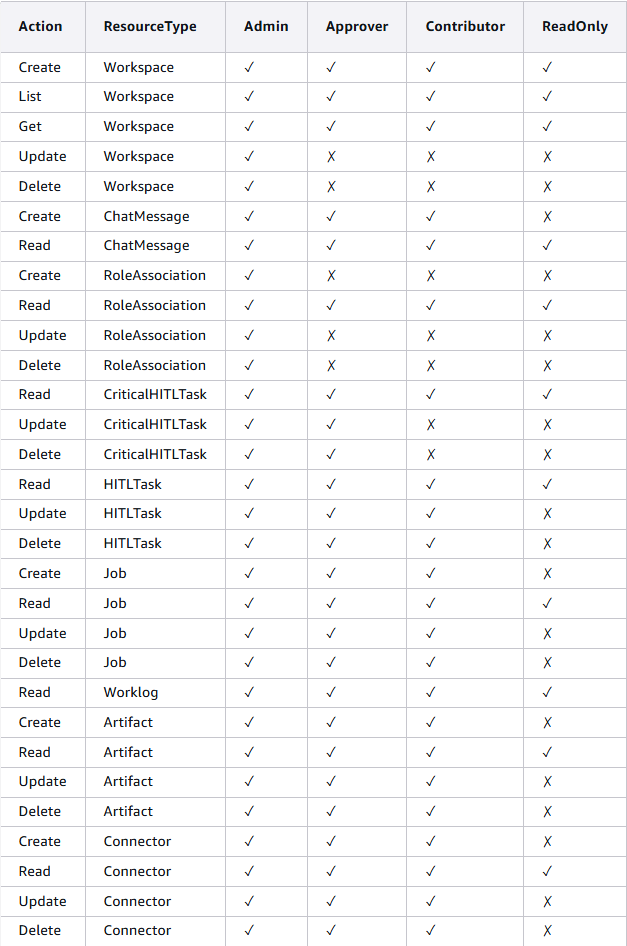 Action ResourceType Admin Approver Contributor ReadOnly
Create Workspace ✓ ✓ ✓ ✓
List Workspace ✓ ✓ ✓ ✓
Get Workspace ✓ ✓ ✓ ✓
Update Workspace ✓ ✗ ✗ ✗
Delete Workspace ✓ ✗ ✗ ✗
Create ChatMessage ✓ ✓ ✓ ✗
Read ChatMessage ✓ ✓ ✓ ✓
Create RoleAssociation ✓ ✗ ✗ ✗
Read RoleAssociation ✓ ✓ ✓ ✓
Update RoleAssociation ✓ ✗ ✗ ✗
Delete RoleAssociation ✓ ✗ ✗ ✗
Read CriticalHITLTask ✓ ✓ ✓ ✓
Update CriticalHITLTask ✓ ✓ ✗ ✗
Delete CriticalHITLTask ✓ ✓ ✗ ✗
Read HITLTask ✓ ✓ ✓ ✓
Update HITLTask ✓ ✓ ✓ ✗
Delete HITLTask ✓ ✓ ✓ ✗
Create Job ✓ ✓ ✓ ✗
Read Job ✓ ✓ ✓ ✓
Update Job ✓ ✓ ✓ ✗
Delete Job ✓ ✓ ✓ ✗
Read Worklog ✓ ✓ ✓ ✓
Create Artifact ✓ ✓ ✓ ✗
Read Artifact ✓ ✓ ✓ ✓
Update Artifact ✓ ✓ ✓ ✗
Delete Artifact ✓ ✓ ✓ ✗
Create Connector ✓ ✓ ✓ ✗
Read Connector ✓ ✓ ✓ ✓
Update Connector ✓ ✓ ✓ ✗
Delete Connector ✓ ✓ ✓ ✗